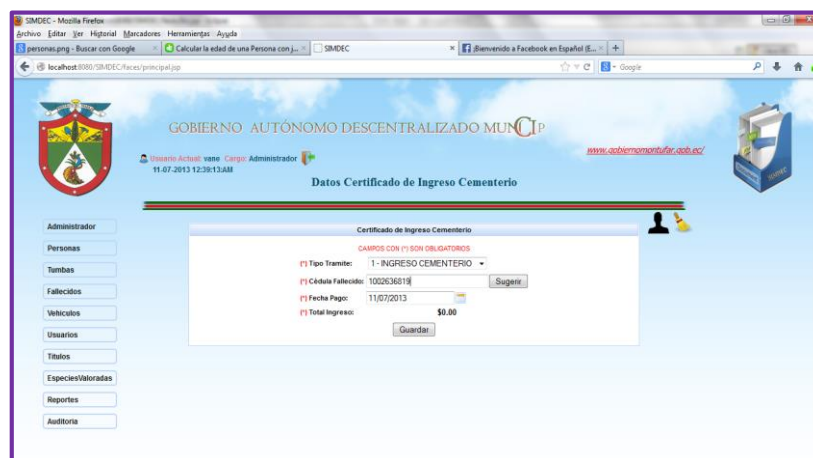 SIMDEC - Mozilla Firefox
Archivo Editar Ver Historial Marcadores Herramientas Ayuda
personas.png - Buscar con Google
Calcular la edad de una Persona con j...
SIMDEC
¡Bienvenido a Facebook en Español (E...
localhost:8080/SIMDEC/faces/principal.jsp
Google
GOBIERNO AUTÓNOMO DESCENTRALIZADO MUNICIP
Usuario Actual: vane Cargo: Administrador
www.gobiernomontufar.gob.ec/
11-07-2013 12:39:13AM
Datos Certificado de Ingreso Cementerio
SIMDEC
Administrador
Personas
Tumbas
Fallecidos
Vehiculos
Usuarios
Titulos
EspeciesValoradas
Reportes
Auditoria
Certificado de Ingreso Cementerio
CAMPOS CON (*) SON OBLIGATORIOS
(*) Tipo Tramite: 1 - INGRESO CEMENTERIO
(*) Cédula Fallecido: 1002636819 Sugerir
(*) Fecha Pago: 11/07/2013
(*) Total Ingreso: $0.00
Guardar